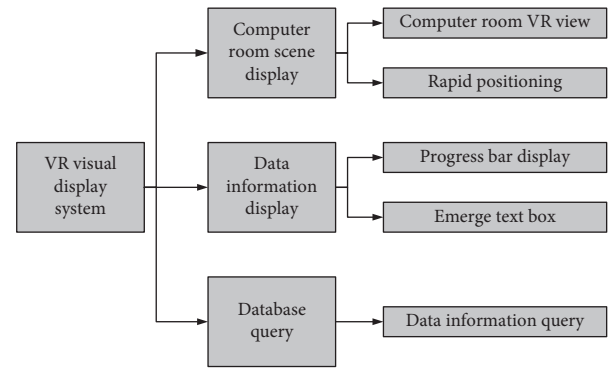 VR visual
display
system
Computer
room scene
display
Computer room VR view
Rapid positioning
Data
information
display
Progress bar display
Emerge text box
Database
query
Data information query